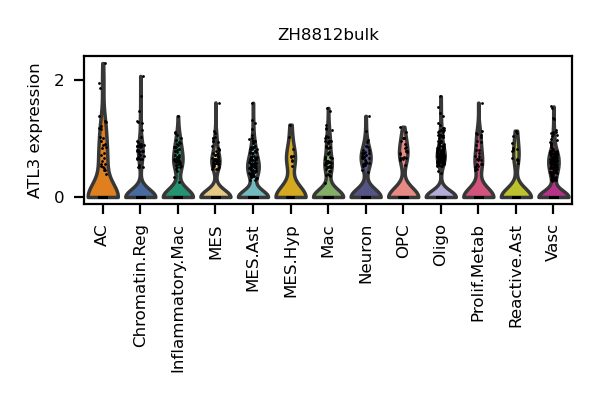 ZH8812bulk
ATL3 expression
2
0
AC
Chromatin.Reg
Inflammatory.Mac
MES
MES.Ast
MES.Hyp
Mac
Neuron
OPC
Oligo
Prolif.Metab
Reactive.Ast
Vasc